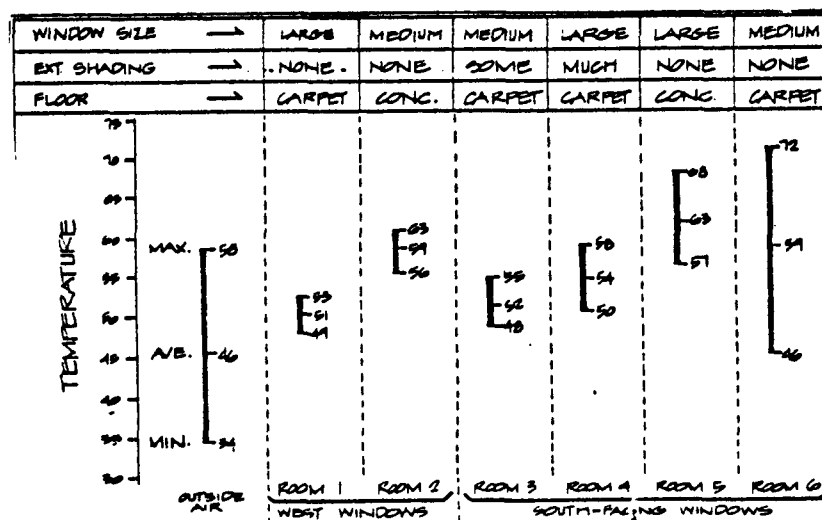 WINDOW SIZE → LARGE MEDIUM MEDIUM LARGE LARGE MEDIUM
EXT SHADING → NONE NONE SOME MUCH NONE NONE
FLOOR → CARPET CONC. CARPET CARPET CONC. CARPET
TEMPERATURE
75
70
65
60
55
50
45
40
35
30
MAX. 58
AVE. 46
MIN. 34
53
51
49
63
59
56
55
52
48
58
54
50
68
63
57
72
59
46
OUTSIDE AIR
ROOM 1 ROOM 2 ROOM 3 ROOM 4 ROOM 5 ROOM 6
WEST WINDOWS SOUTH-FACING WINDOWS